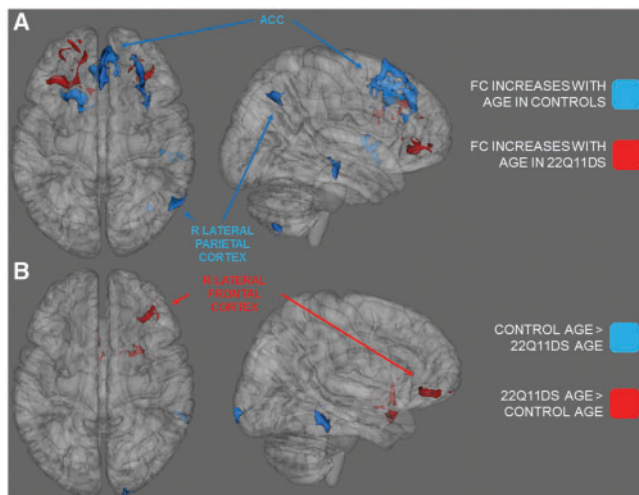 A
ACC
FC INCREASES WITH
AGE IN CONTROLS
FC INCREASES WITH
AGE IN 22Q11DS
R LATERAL
PARIETAL
CORTEX
B
R LATERAL
FRONTAL
CORTEX
CONTROL AGE>
22Q11DS AGE
22Q11DS AGE>
CONTROL AGE